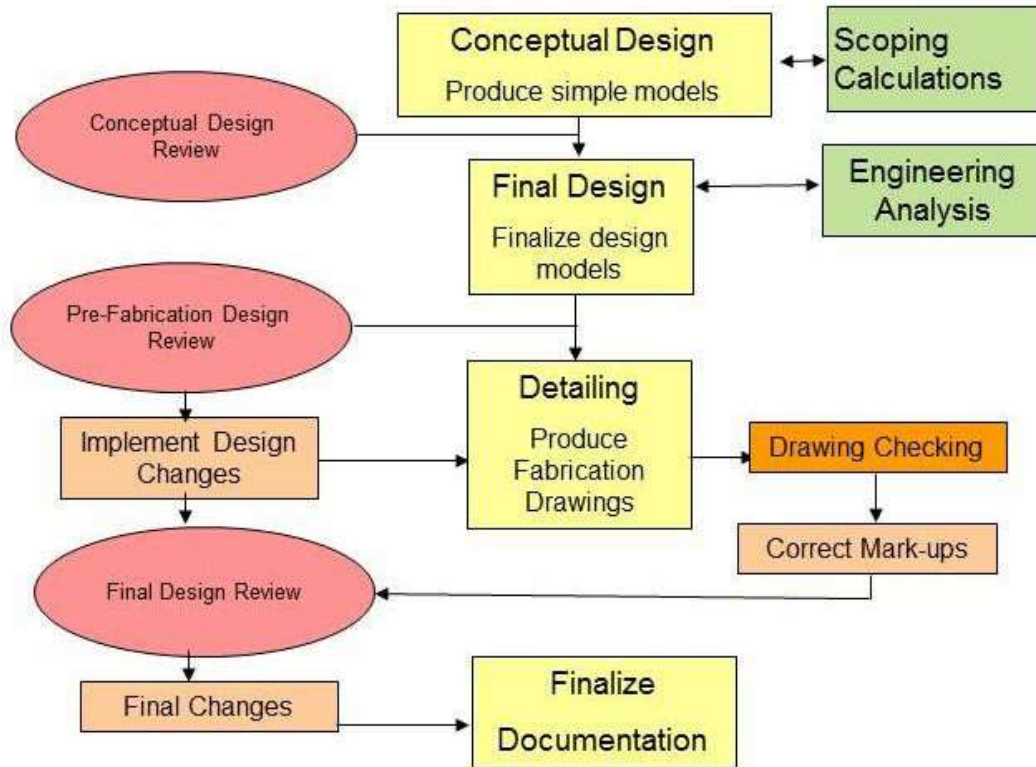 Conceptual Design
Produce simple models
Scoping
Calculations
Conceptual Design
Review
Final Design
Finalize design
models
Engineering
Analysis
Pre-Fabrication Design
Review
Detailing
Produce
Fabrication
Drawings
Implement Design
Changes
Drawing Checking
Correct Mark-ups
Final Design Review
Final Changes
Finalize
Documentation